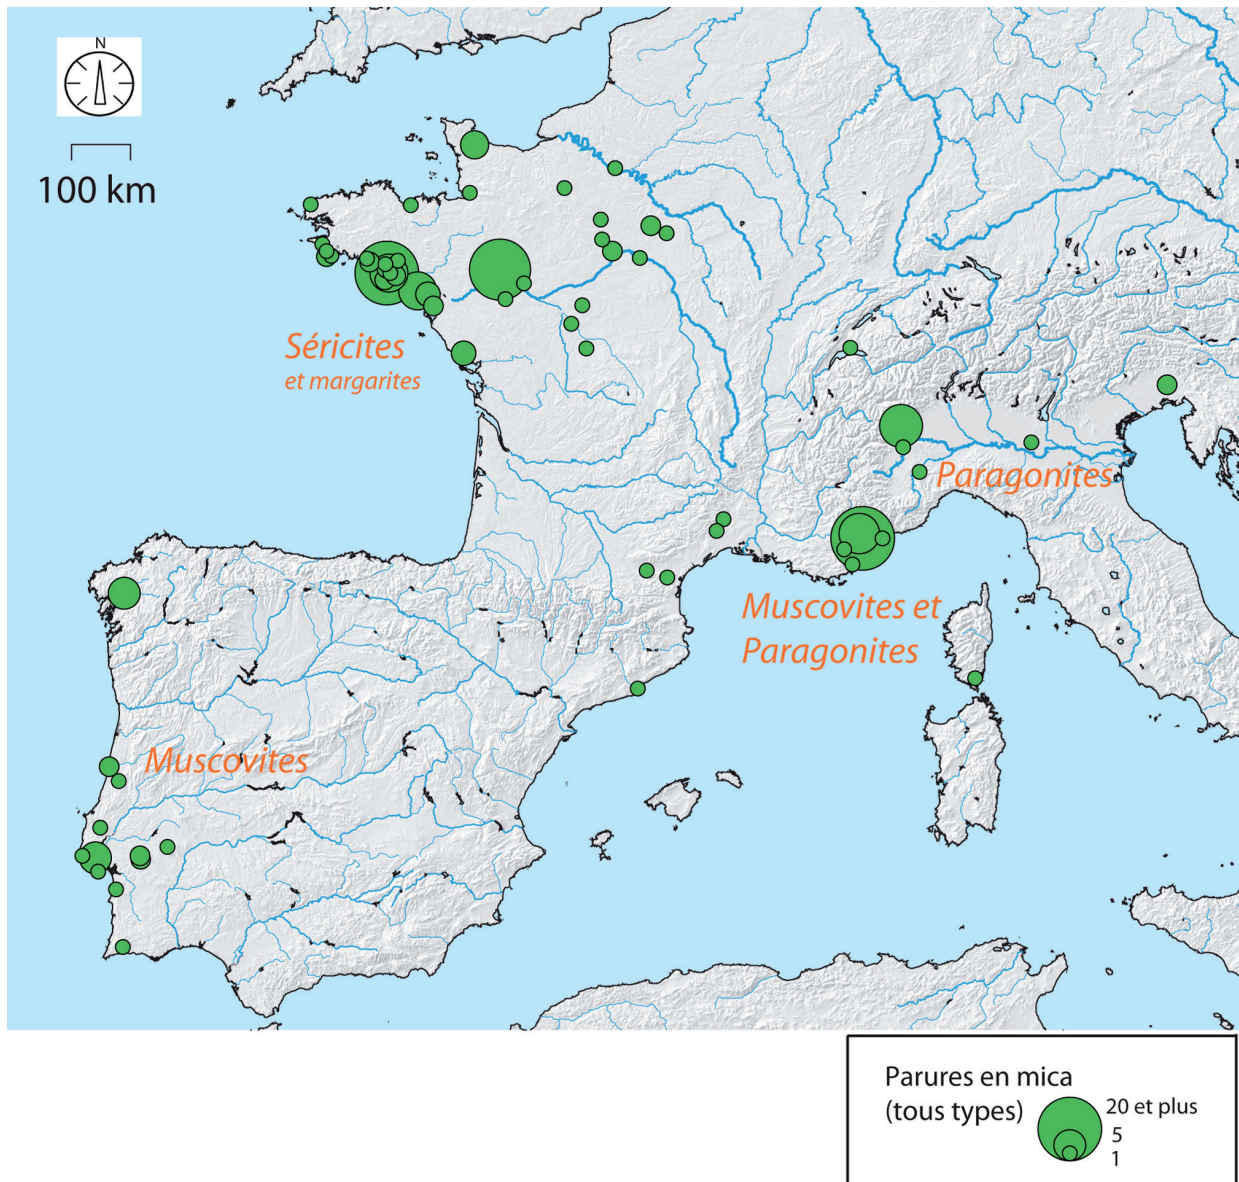 N
100 km
Séricites
et margarites
Paragonites
Muscovites et
Paragonites
Muscovites
Parures en mica
(tous types)
20 et plus
5
1